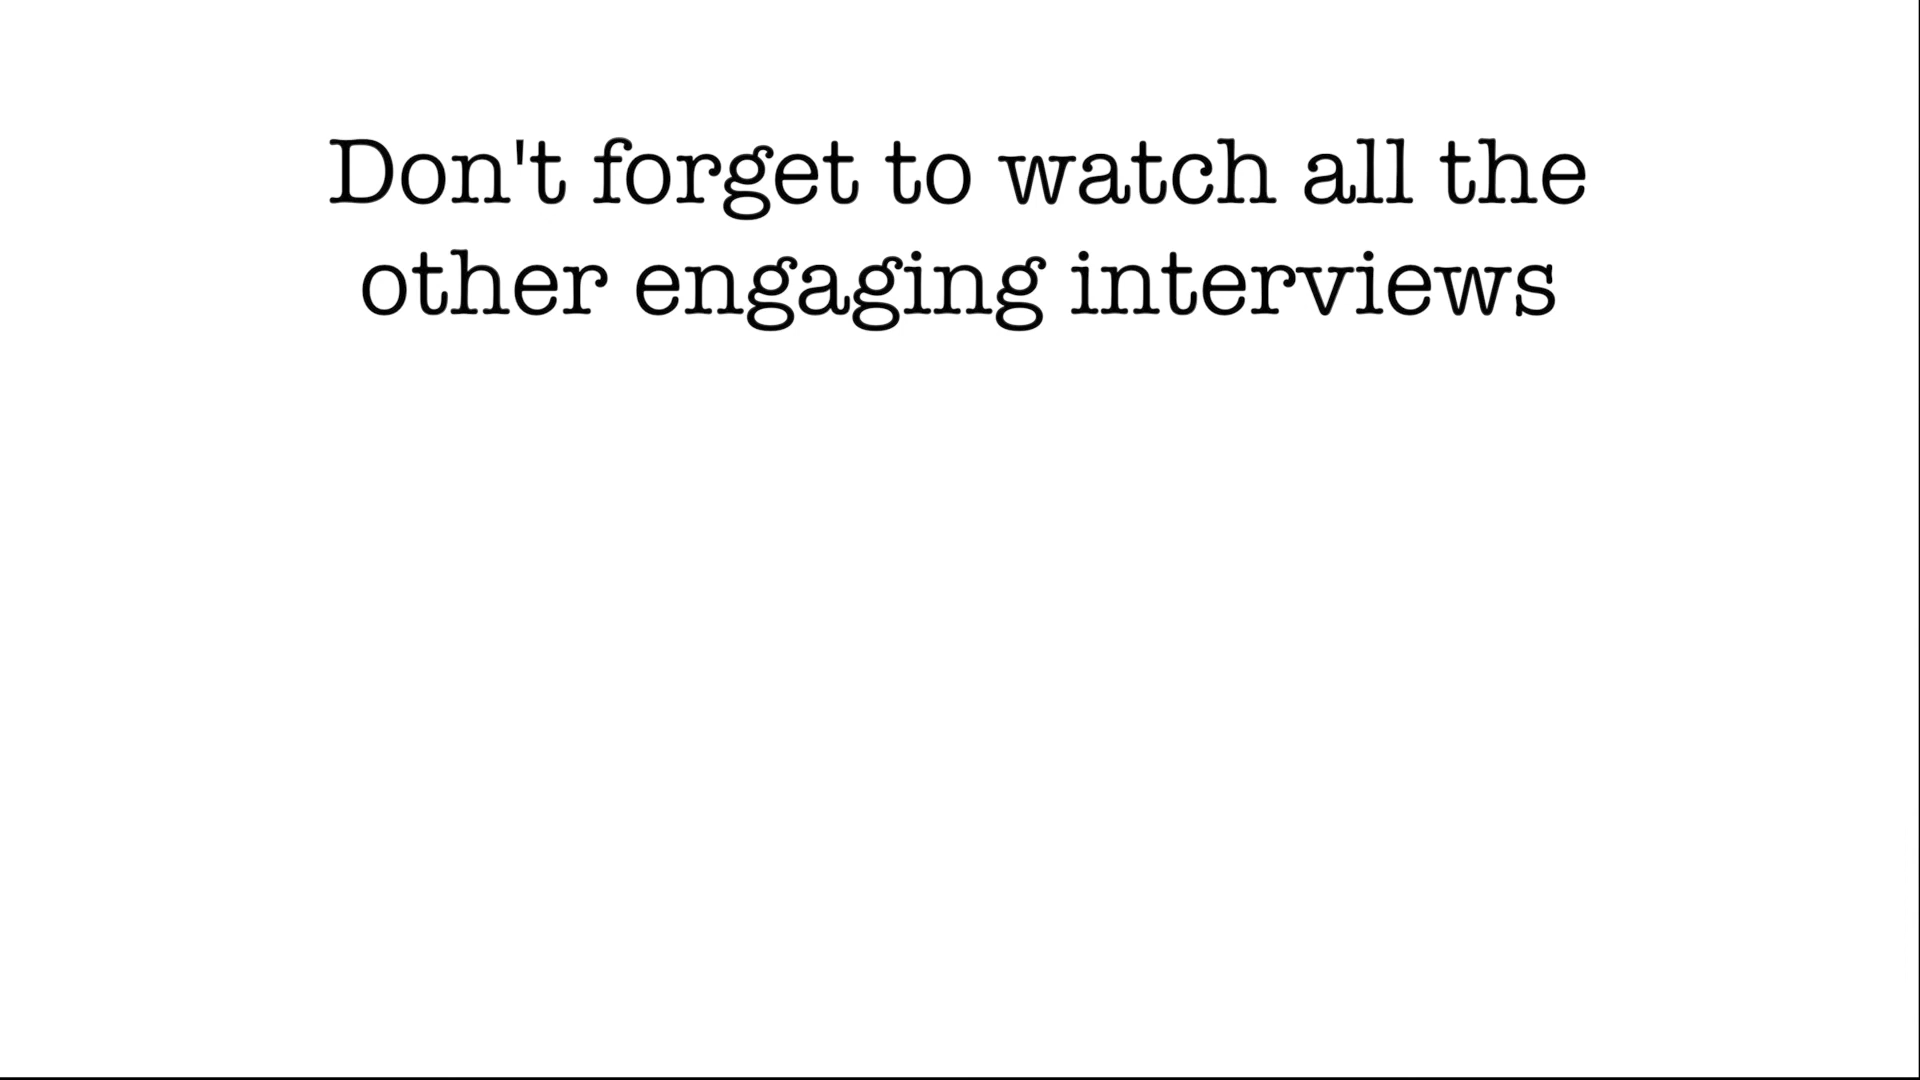 Don't forget to watch all the
other engaging interviews